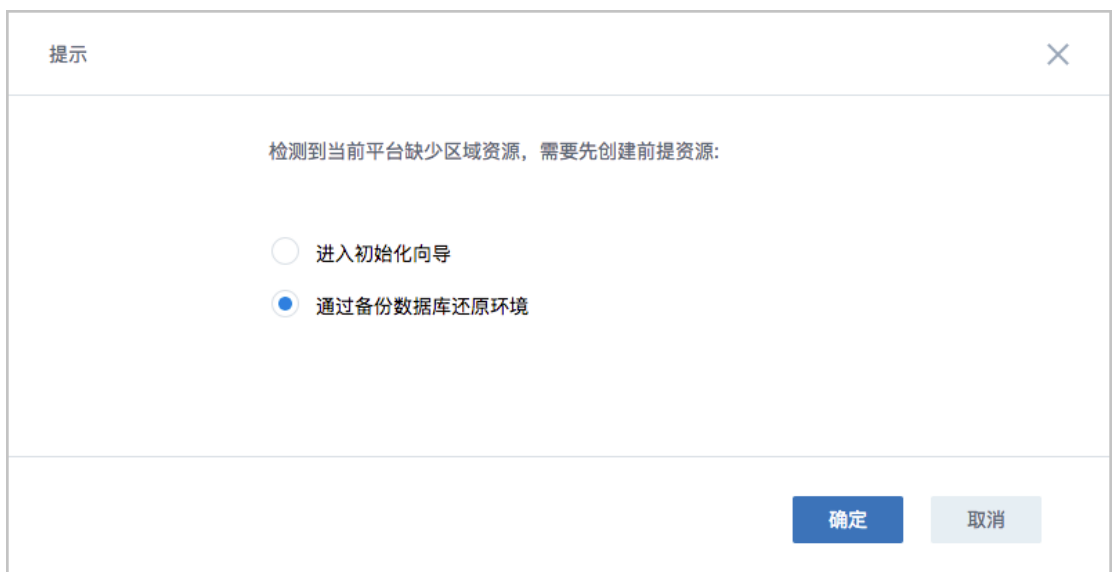 提示
检测到当前平台缺少区域资源，需要先创建前提资源:
进入初始化向导
通过备份数据库还原环境
确定
取消